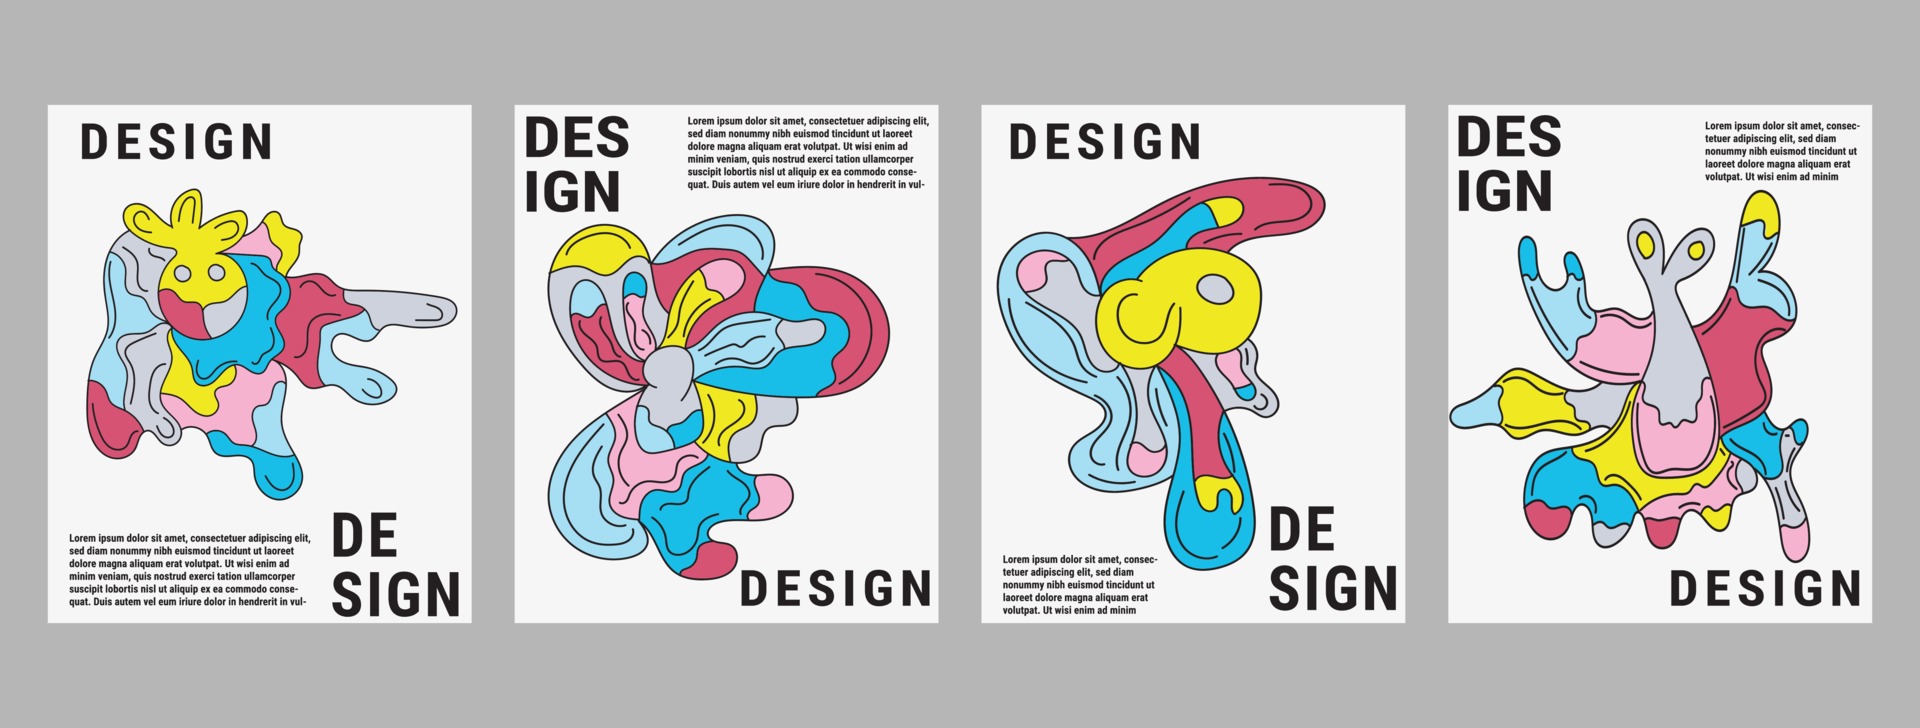 DESIGN
Lorem ipsum dolor sit amet, consectetuer adipiscing elit,
sed diam nonummy nibh euismod tincidunt ut laoreet
dolore magna aliquam erat volutpat. Ut wisi enim ad
minim veniam, quis nostrud exerci tation ullamcorper
suscipit lobortis nisl ut aliquip ex ea commodo conse-
quat. Duis autem vel eum iriure dolor in hendrerit in vul-
DE
SIGN
DES
IGN
Lorem ipsum dolor sit amet, consectetuer adipiscing elit,
sed diam nonummy nibh euismod tincidunt ut laoreet
dolore magna aliquam erat volutpat. Ut wisi enim ad
minim veniam, quis nostrud exerci tation ullamcorper
suscipit lobortis nisl ut aliquip ex ea commodo conse-
quat. Duis autem vel eum iriure dolor in hendrerit in vul-
DESIGN
DESIGN
Lorem ipsum dolor sit amet, consec-
tetuer adipiscing elit, sed diam
nonummy nibh euismod tincidunt ut
laoreet dolore magna aliquam erat
volutpat. Ut wisi enim ad minim
DE
SIGN
DES
IGN
Lorem ipsum dolor sit amet, consec-
tetuer adipiscing elit, sed diam
nonummy nibh euismod tincidunt ut
laoreet dolore magna aliquam erat
volutpat. Ut wisi enim ad minim
DESIGN